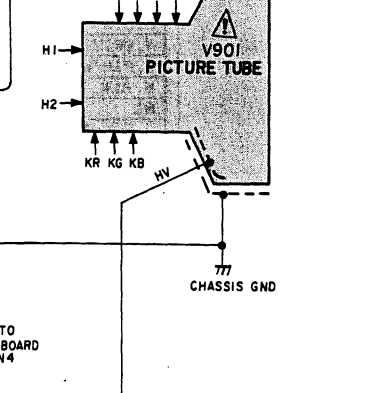 !
V901
PICTURE TUBE
H1
H2
KR KG KB
HV
CHASSIS GND
TO
BOARD
N4